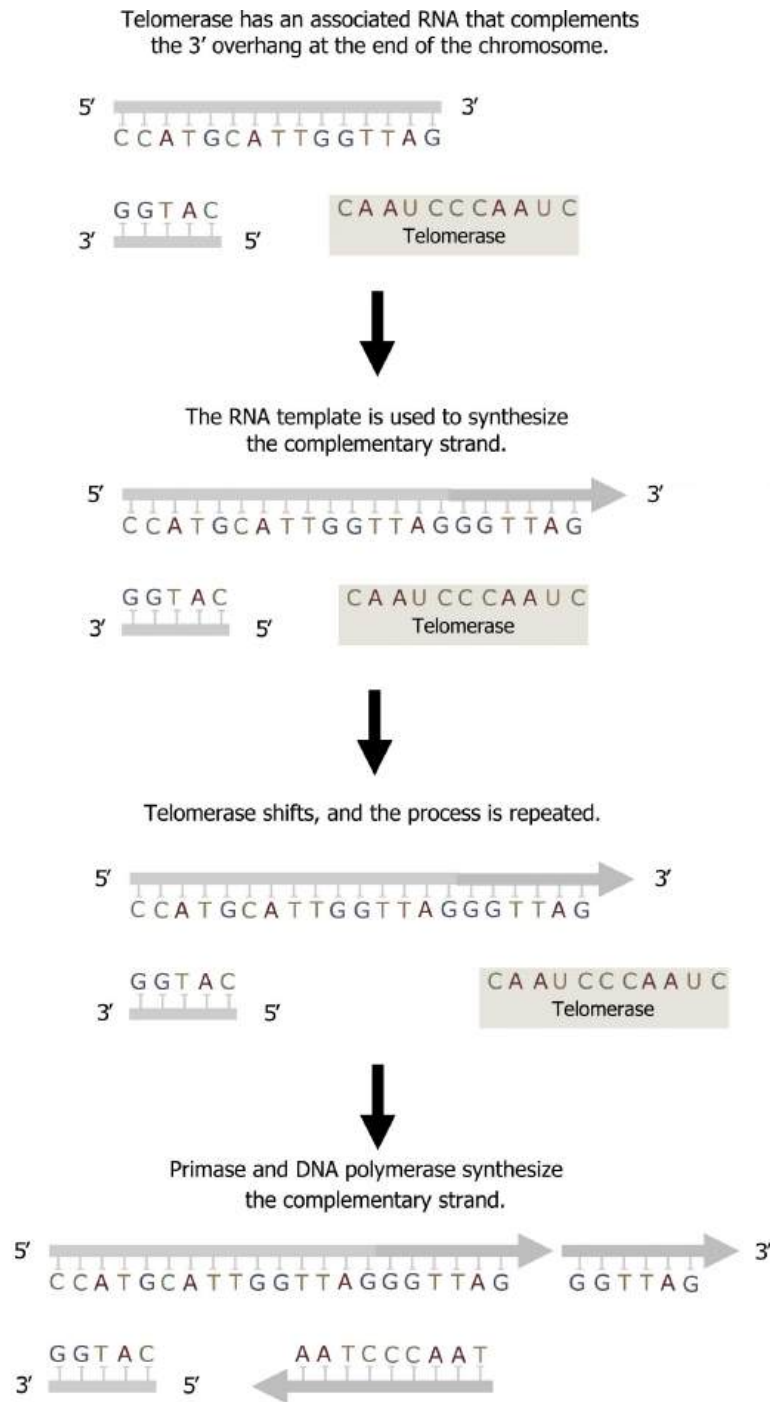 Telomerase has an associated RNA that complements
the 3′ overhang at the end of the chromosome.
5′ 3′
CCATGCATTGGTTAG
GGTAC CAAUCCCAAUC
3′ 5′ Telomerase
The RNA template is used to synthesize
the complementary strand.
5′ 3′
CCATGCATTGGTTAGGGTTAG
GGTAC CAAUCCCAAUC
3′ 5′ Telomerase
Telomerase shifts, and the process is repeated.
5′ 3′
CCATGCATTGGTTAGGGTTAG
GGTAC CAAUCCCAAUC
3′ 5′ Telomerase
Primase and DNA polymerase synthesize
the complementary strand.
5′ 3′
CCATGCATTGGTTAGGGTTAG GGTTAG
GGTAC AATCCCAAT
3′ 5′